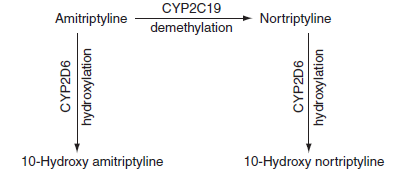 CYP2C19
Amitriptyline
Nortriptyline
demethylation
CYP2D6
hydroxylation
CYP2D6
hydroxylation
10-Hydroxy amitriptyline
10-Hydroxy nortriptyline